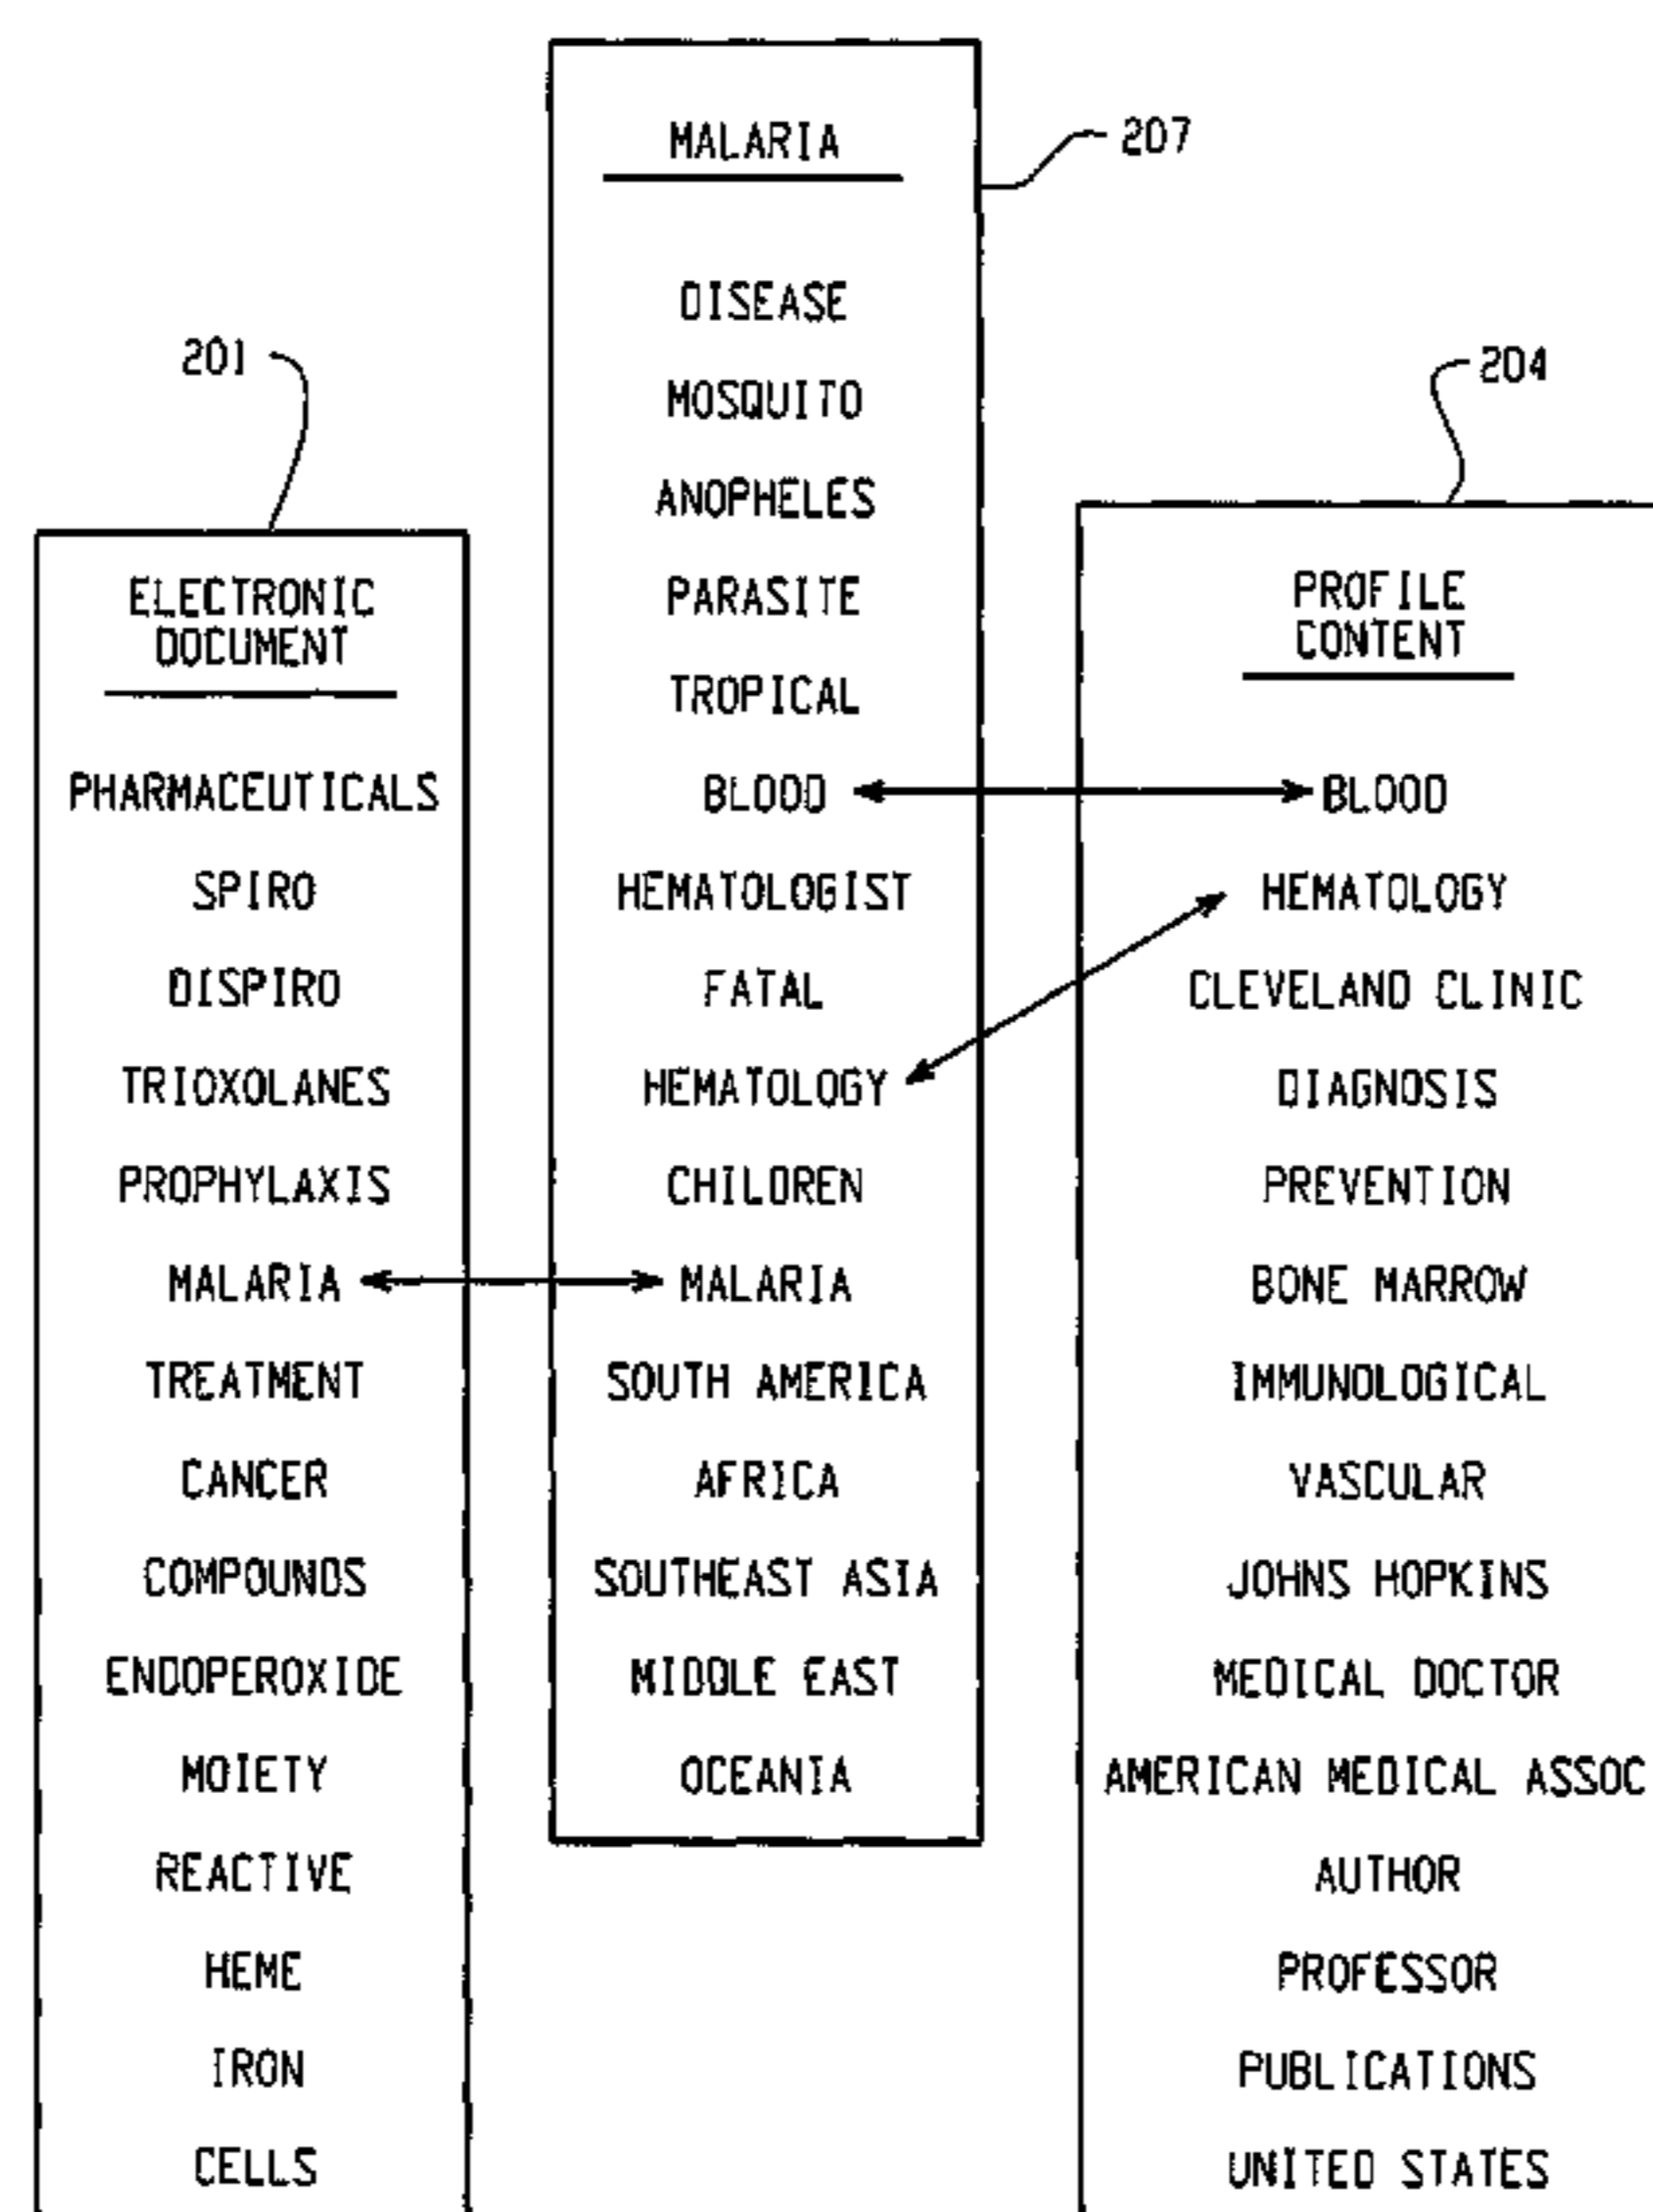 207
MALARIA
DISEASE
MOSQUITO
ANOPHELES
PARASITE
TROPICAL
BLOOD
HEMATOLOGIST
FATAL
HEMATOLOGY
CHILDREN
MALARIA
SOUTH AMERICA
AFRICA
SOUTHEAST ASIA
MIDDLE EAST
OCEANIA
201
ELECTRONIC
DOCUMENT
PHARMACEUTICALS
SPIRO
DISPIRO
TRIOXOLANES
PROPHYLAXIS
MALARIA
TREATMENT
CANCER
COMPOUNDS
ENDOPEROXIDE
MOIETY
REACTIVE
HEME
IRON
CELLS
204
PROFILE
CONTENT
BLOOD
HEMATOLOGY
CLEVELAND CLINIC
DIAGNOSIS
PREVENTION
BONE MARROW
IMMUNOLOGICAL
VASCULAR
JOHNS HOPKINS
MEDICAL DOCTOR
AMERICAN MEDICAL ASSOC
AUTHOR
PROFESSOR
PUBLICATIONS
UNITED STATES